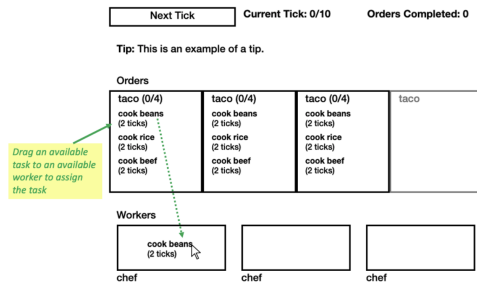 Next Tick
Current Tick: 0/10
Orders Completed: 0
Tip: This is an example of a tip.
Orders
taco (0/4)
cook beans
(2 ticks)
cook rice
(2 ticks)
cook beef
(2 ticks)
taco (0/4)
cook beans
(2 ticks)
cook rice
(2 ticks)
cook beef
(2 ticks)
taco (0/4)
cook beans
(2 ticks)
cook rice
(2 ticks)
cook beef
(2 ticks)
taco
Drag an available
task to an available
worker to assign
the task
Workers
cook beans
(2 ticks)
chef
chef
chef